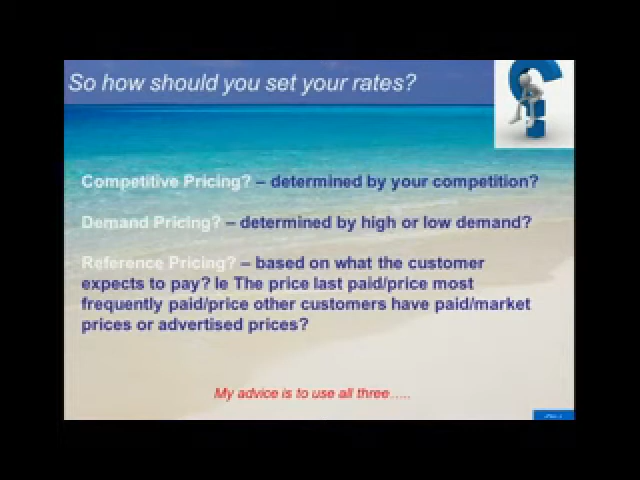 So how should you set your rates?
Competitive Pricing? – determined by your competition?
Demand Pricing? – determined by high or low demand?
Reference Pricing? – based on what the customer
expects to pay? Ie The price last paid/price most
frequently paid/price other customers have paid/market
prices or advertised prices?
My advice is to use all three.....